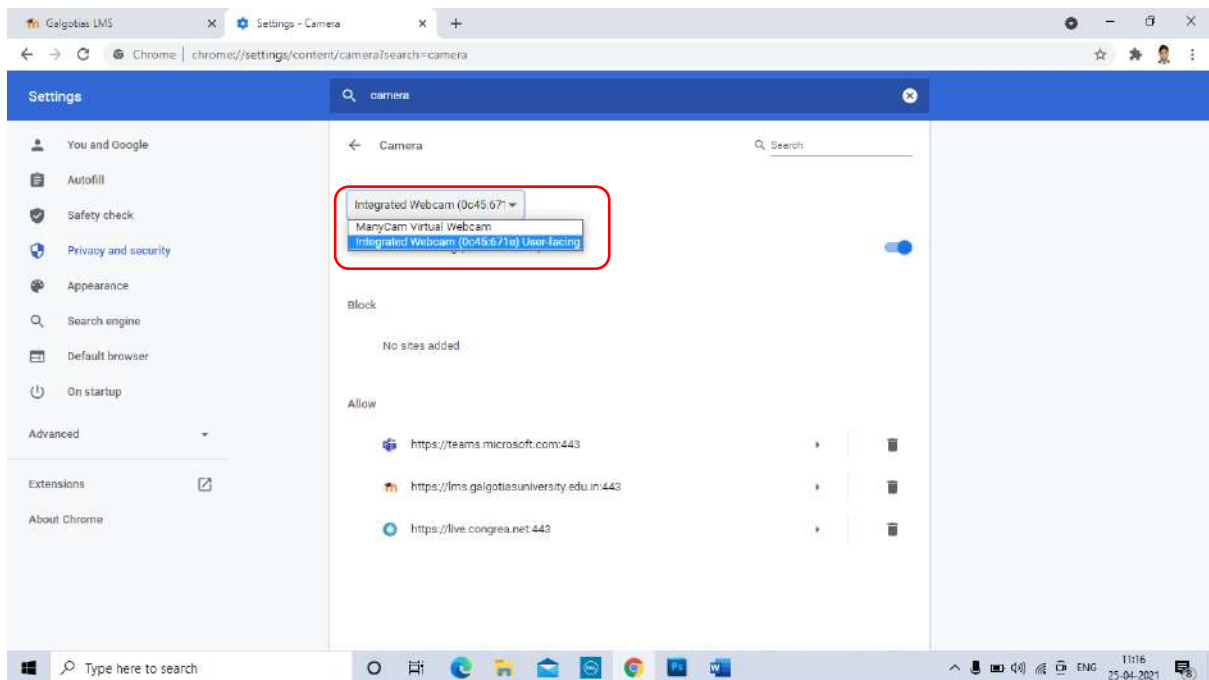 Galgotias LMS
Settings - Camera
Chrome | chrome://settings/content/camera?search=camera
Settings
camera
You and Google
Autofill
Safety check
Privacy and security
Appearance
Search engine
Default browser
On startup
Advanced
Extensions
About Chrome
Camera
Search
Integrated Webcam (0c45:671
ManyCam Virtual Webcam
Integrated Webcam (0c45:671e) User-facing
Block
No sites added
Allow
https://teams.microsoft.com:443
https://lms.galgotiasuniversity.edu.in:443
https://live.congrea.net:443
Type here to search
DELL
Ps
W
ENG
11:16
25-04-2021
8